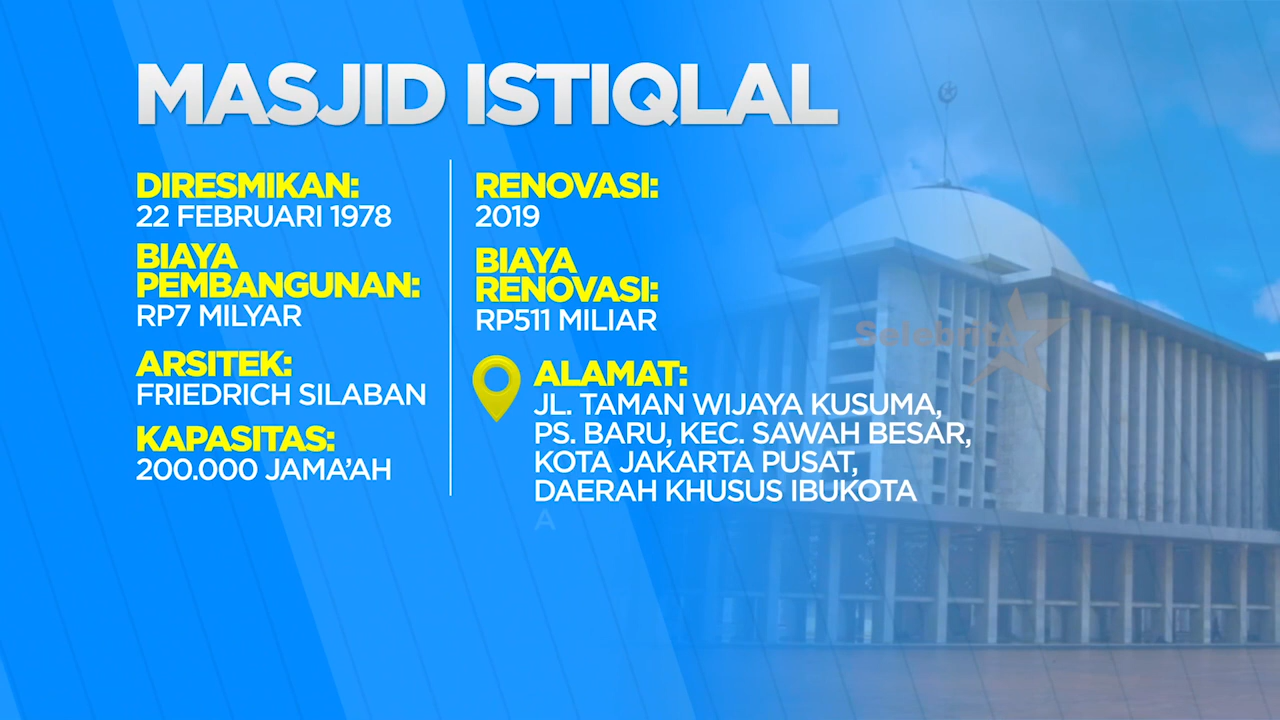 MASJID ISTIQLAL
DIRESMIKAN:
22 FEBRUARI 1978
BIAYA
PEMBANGUNAN:
RP7 MILYAR
ARSITEK:
FRIEDRICH SILABAN
KAPASITAS:
200.000 JAMA'AH
RENOVASI:
2019
BIAYA
RENOVASI:
RP511 MILIAR
ALAMAT:
JL. TAMAN WIJAYA KUSUMA,
PS. BARU, KEC. SAWAH BESAR,
KOTA JAKARTA PUSAT,
DAERAH KHUSUS IBUKOTA
A